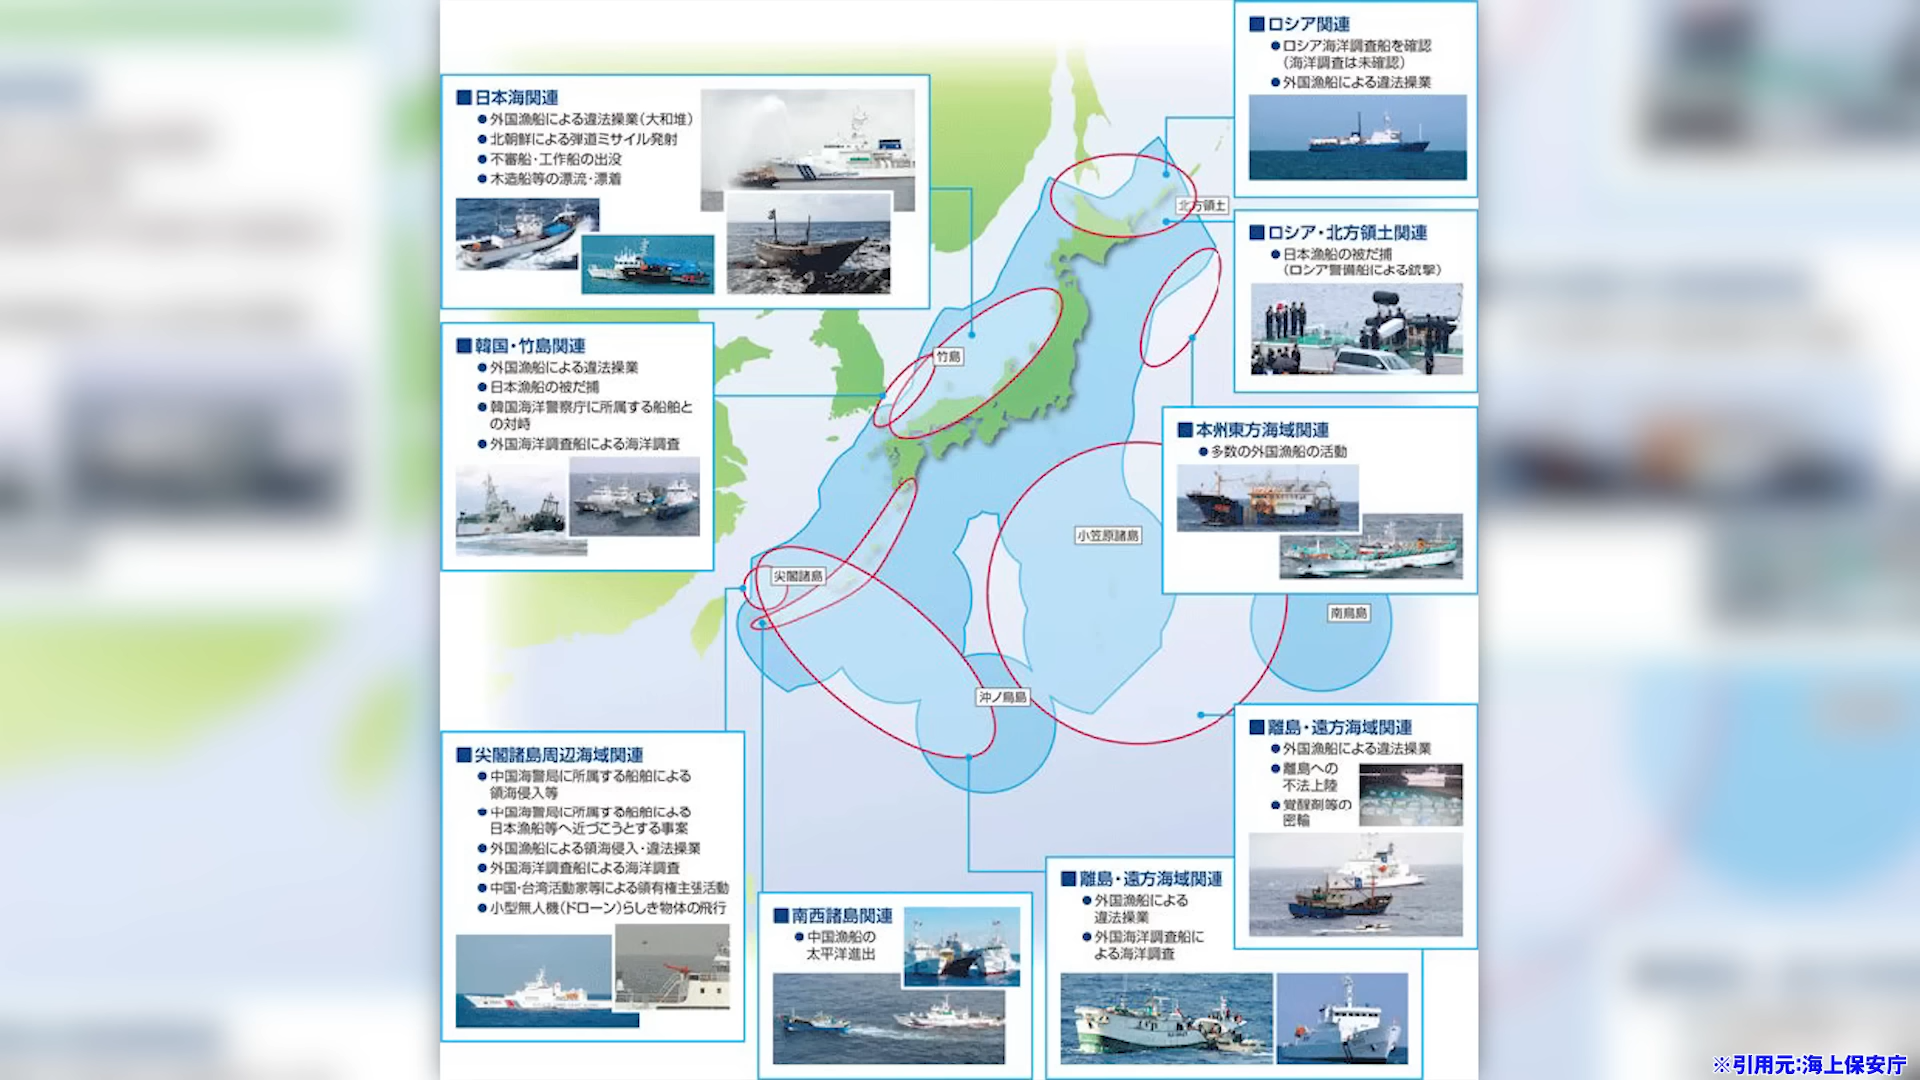 ■日本海関連
●外国漁船による違法操業(大和堆)
●北朝鮮による弾道ミサイル発射
●不審船・工作船の出没
●木造船等の漂流・漂着
■韓国・竹島関連
●外国漁船による違法操業
●日本漁船の被だ捕
●韓国海洋警察庁に所属する船舶と
の対峙
●外国海洋調査船による海洋調査
■尖閣諸島周辺海域関連
●中国海警局に所属する船舶による
領海侵入等
●中国海警局に所属する船舶による
日本漁船等へ近づこうとする事案
●外国漁船による領海侵入・違法操業
●外国海洋調査船による海洋調査
●中国・台湾活動家等による領有権主張活動
●小型無人機(ドローン)らしき物体の飛行
■南西諸島関連
●中国漁船の
太平洋進出
■離島・遠方海域関連
●外国漁船による
違法操業
●外国海洋調査船に
よる海洋調査
■ロシア関連
●ロシア海洋調査船を確認
(海洋調査は未確認)
●外国漁船による違法操業
■ロシア・北方領土関連
●日本漁船の被だ捕
(ロシア警備船による銃撃)
■本州東方海域関連
●多数の外国漁船の活動
■離島・遠方海域関連
●外国漁船による違法操業
●離島への
不法上陸
●覚醒剤等の
密輸
北方領土
竹島
小笠原諸島
尖閣諸島
南鳥島
沖ノ鳥島
※引用元:海上保安庁